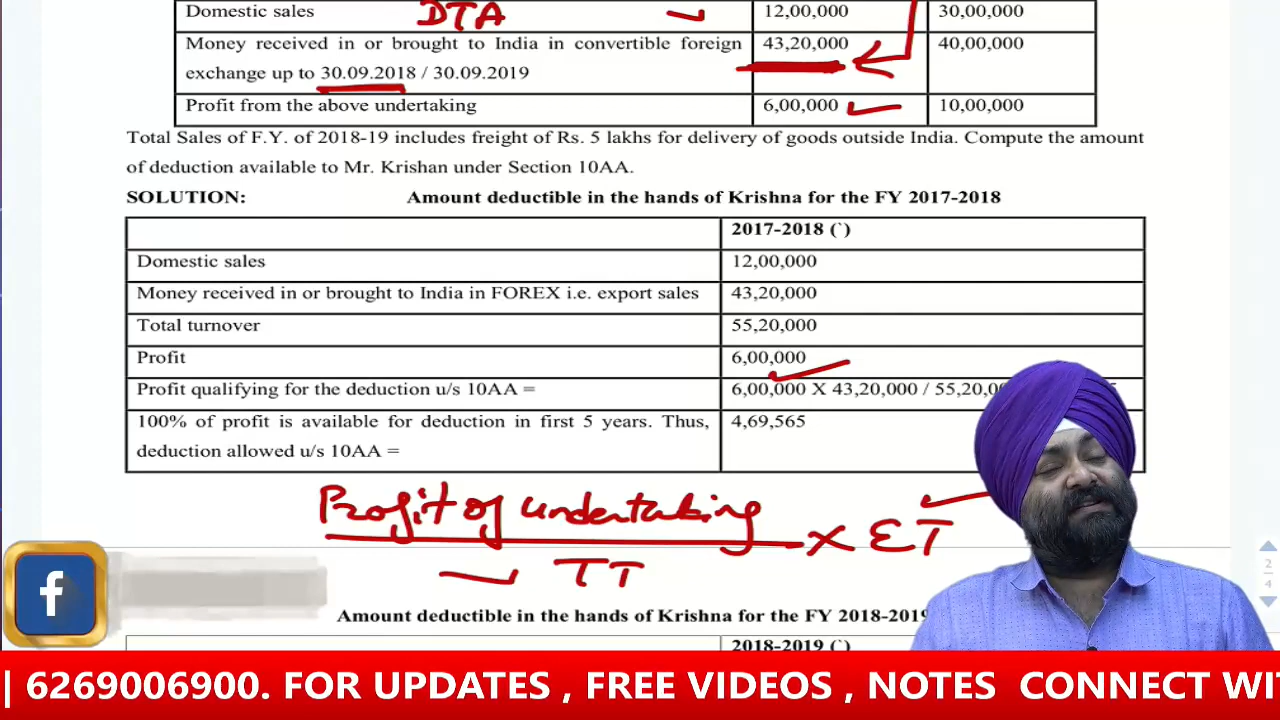 Domestic sales DTA 12,00,000 30,00,000
Money received in or brought to India in convertible foreign 43,20,000 40,00,000
exchange up to 30.09.2018 / 30.09.2019
Profit from the above undertaking 6,00,000 10,00,000
Total Sales of F.Y. of 2018-19 includes freight of Rs. 5 lakhs for delivery of goods outside India. Compute the amount
of deduction available to Mr. Krishan under Section 10AA.
SOLUTION: Amount deductible in the hands of Krishna for the FY 2017-2018
2017-2018 (`)
Domestic sales 12,00,000
Money received in or brought to India in FOREX i.e. export sales 43,20,000
Total turnover 55,20,000
Profit 6,00,000
Profit qualifying for the deduction u/s 10AA = 6,00,000 X 43,20,000 /
100% of profit is available for deduction in first 5 years. Thus, 4,69,565
deduction allowed u/s 10AA =
Profit of undertaking X ET
TT
f
Amount deductible in the hands of Krishna for the FY 2018-2019
2018-2019 (`)
2
4
| 6269006900. FOR UPDATES , FREE VIDEOS , NOTES CONNECT WI